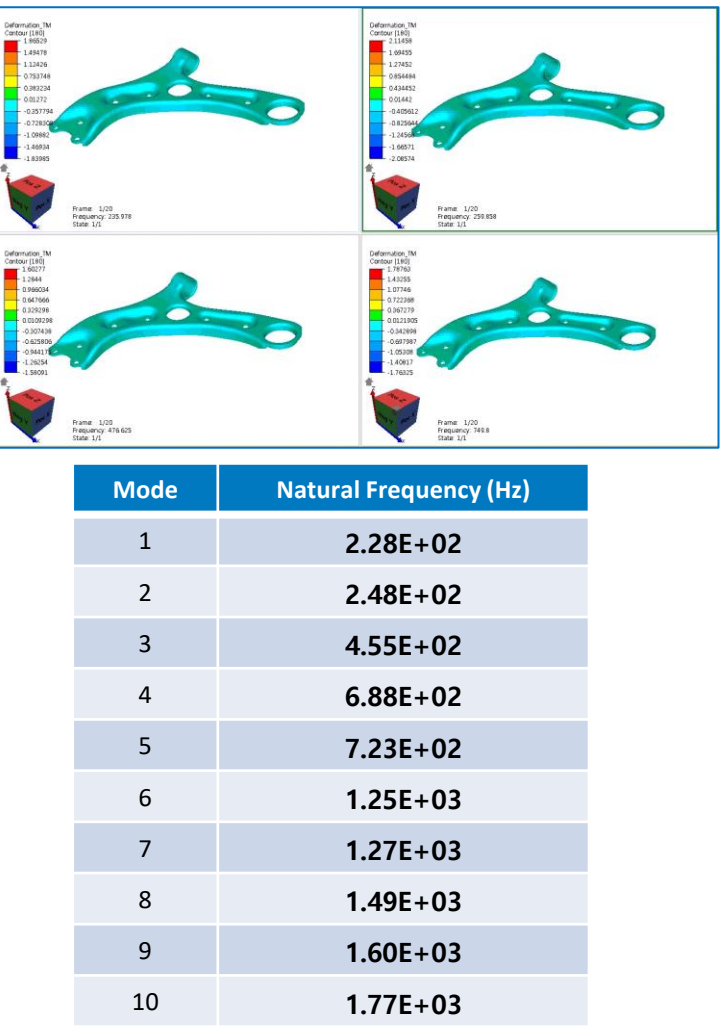 Deformation_TM
Contour [180]
1.86529
1.49478
1.12426
0.753748
0.383234
0.01272
-0.357794
-1.09882
-1.46934
-1.83985
Frame: 1/20
Frequency: 235.978
State: 1/1
Deformation_TM
Contour [180]
2.11458
1.69455
1.27452
0.854484
0.434452
0.01442
-0.405612
-0.825644
-1.66571
-2.08574
Frame: 1/20
Frequency: 259.858
State: 1/1
Deformation_TM
Contour [180]
1.60277
1.2844
0.966034
0.647666
0.329298
0.0109298
-0.307438
-0.625806
-1.26254
-1.58091
Frame: 1/20
Frequency: 476.625
State: 1/1
Deformation_TM
Contour [180]
1.78763
1.43255
1.07746
0.722368
0.367279
0.0121905
-0.342898
-0.697987
-1.05308
-1.40817
-1.76325
Frame: 1/20
Frequency: 749.8
State: 1/1
Mode Natural Frequency (Hz)
1 2.28E+02
2 2.48E+02
3 4.55E+02
4 6.88E+02
5 7.23E+02
6 1.25E+03
7 1.27E+03
8 1.49E+03
9 1.60E+03
10 1.77E+03